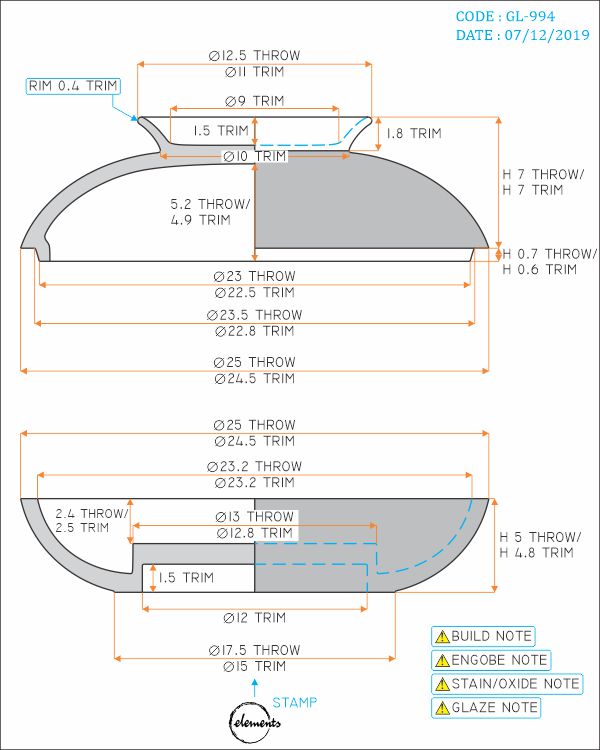 CODE : GL-994
DATE : 07/12/2019
Ø12.5 THROW
Ø11 TRIM
RIM 0.4 TRIM
Ø9 TRIM
1.5 TRIM
1.8 TRIM
Ø10 TRIM
H 7 THROW/
H 7 TRIM
5.2 THROW/
4.9 TRIM
H 0.7 THROW/
H 0.6 TRIM
Ø23 THROW
Ø22.5 TRIM
Ø23.5 THROW
Ø22.8 TRIM
Ø25 THROW
Ø24.5 TRIM
Ø25 THROW
Ø24.5 TRIM
Ø23.2 THROW
Ø23.2 TRIM
2.4 THROW/
2.5 TRIM
Ø13 THROW
Ø12.8 TRIM
H 5 THROW/
H 4.8 TRIM
1.5 TRIM
Ø12 TRIM
Ø17.5 THROW
Ø15 TRIM
BUILD NOTE
ENGOBE NOTE
STAIN/OXIDE NOTE
GLAZE NOTE
STAMP
elements